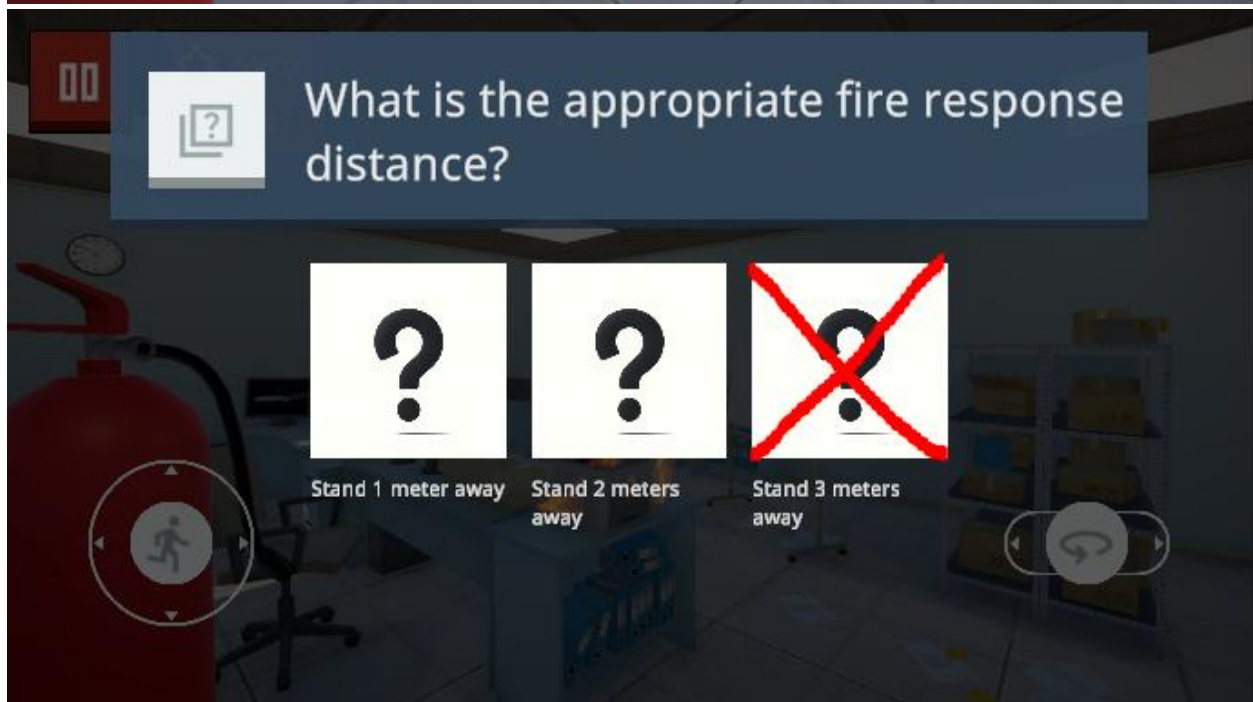 What is the appropriate fire response
distance?
Stand 1 meter away
Stand 2 meters
away
Stand 3 meters
away